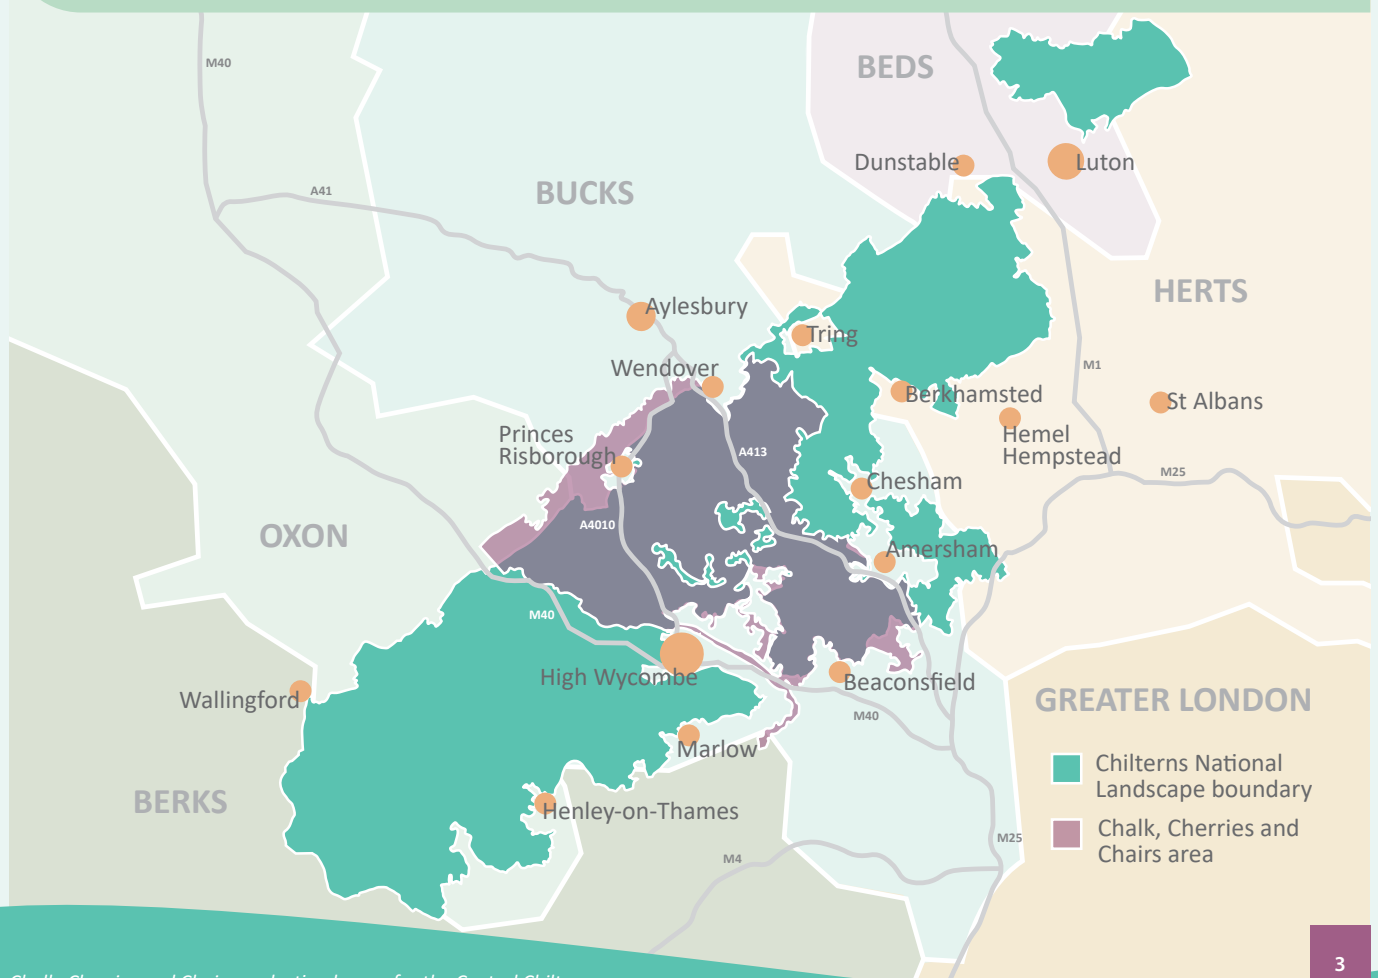 M40
BEDS
Dunstable
Luton
A41
BUCKS
HERTS
Aylesbury
Tring
Wendover
M1
Berkhamsted
St Albans
Princes
Risborough
Hemel
Hempstead
A413
M25
Chesham
OXON
A4010
Amersham
M40
High Wycombe
Beaconsfield
Wallingford
GREATER LONDON
M40
Marlow
Chilterns National
Landscape boundary
BERKS
Henley-on-Thames
Chalk, Cherries and
Chairs area
M25
M4
3